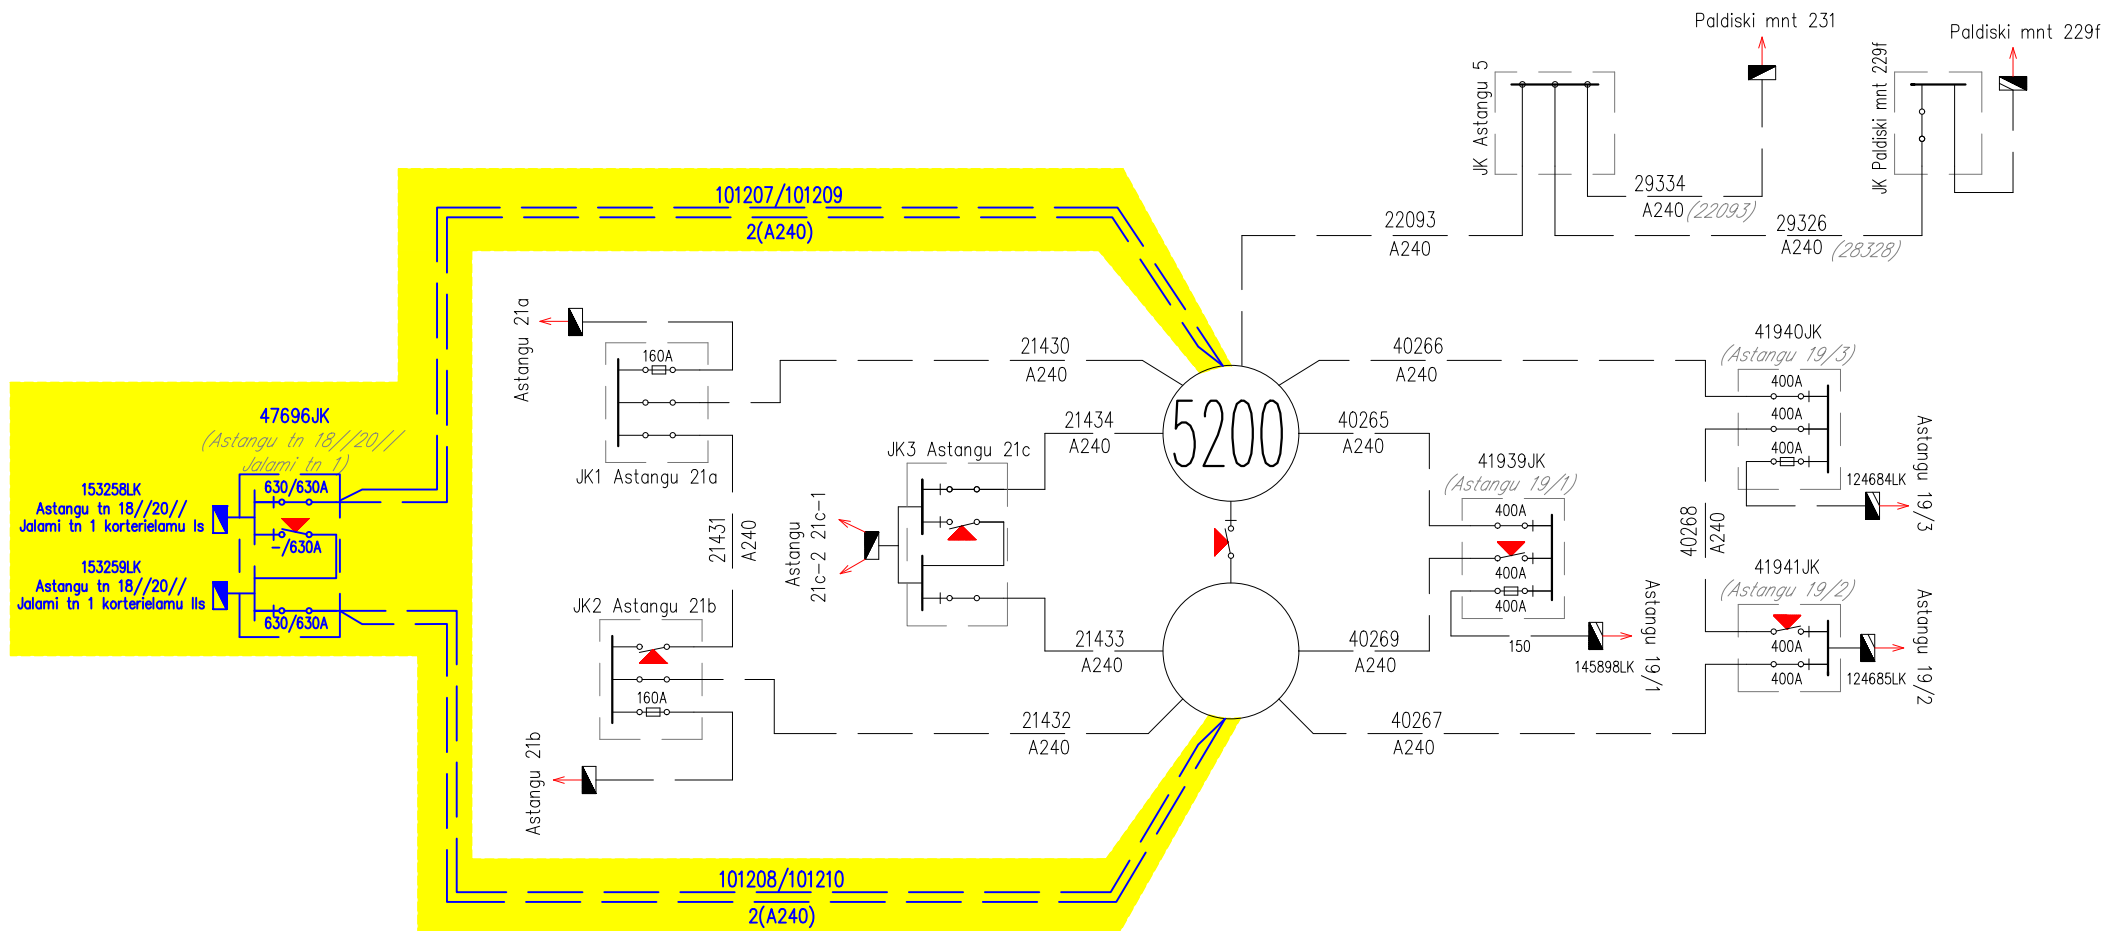 Paldiski mnt 231
Paldiski mnt 229f
JK Astangu 5
JK Paldiski mnt 229f
101207/101209
2(A240)
29334
A240 (22093)
22093
A240
29326
A240 (28328)
Astangu 21a
160A
JK1 Astangu 21a
21430
A240
40266
A240
41940JK
(Astangu 19/3)
400A
400A
400A
Astangu 19/3
124684LK
47696JK
(Astangu tn 18//20//
Jalami tn 1)
630/630A
-/630A
630/630A
153258LK
Astangu tn 18//20//
Jalami tn 1 korterielamu Is
153259LK
Astangu tn 18//20//
Jalami tn 1 korterielamu IIs
21434
A240
5200
40265
A240
JK3 Astangu 21c
Astangu
21c-2 21c-1
41939JK
(Astangu 19/1)
400A
400A
400A
150
145898LK
Astangu 19/1
21431
A240
40268
A240
41941JK
(Astangu 19/2)
400A
400A
124685LK
Astangu 19/2
JK2 Astangu 21b
160A
Astangu 21b
21433
A240
40269
A240
21432
A240
40267
A240
101208/101210
2(A240)